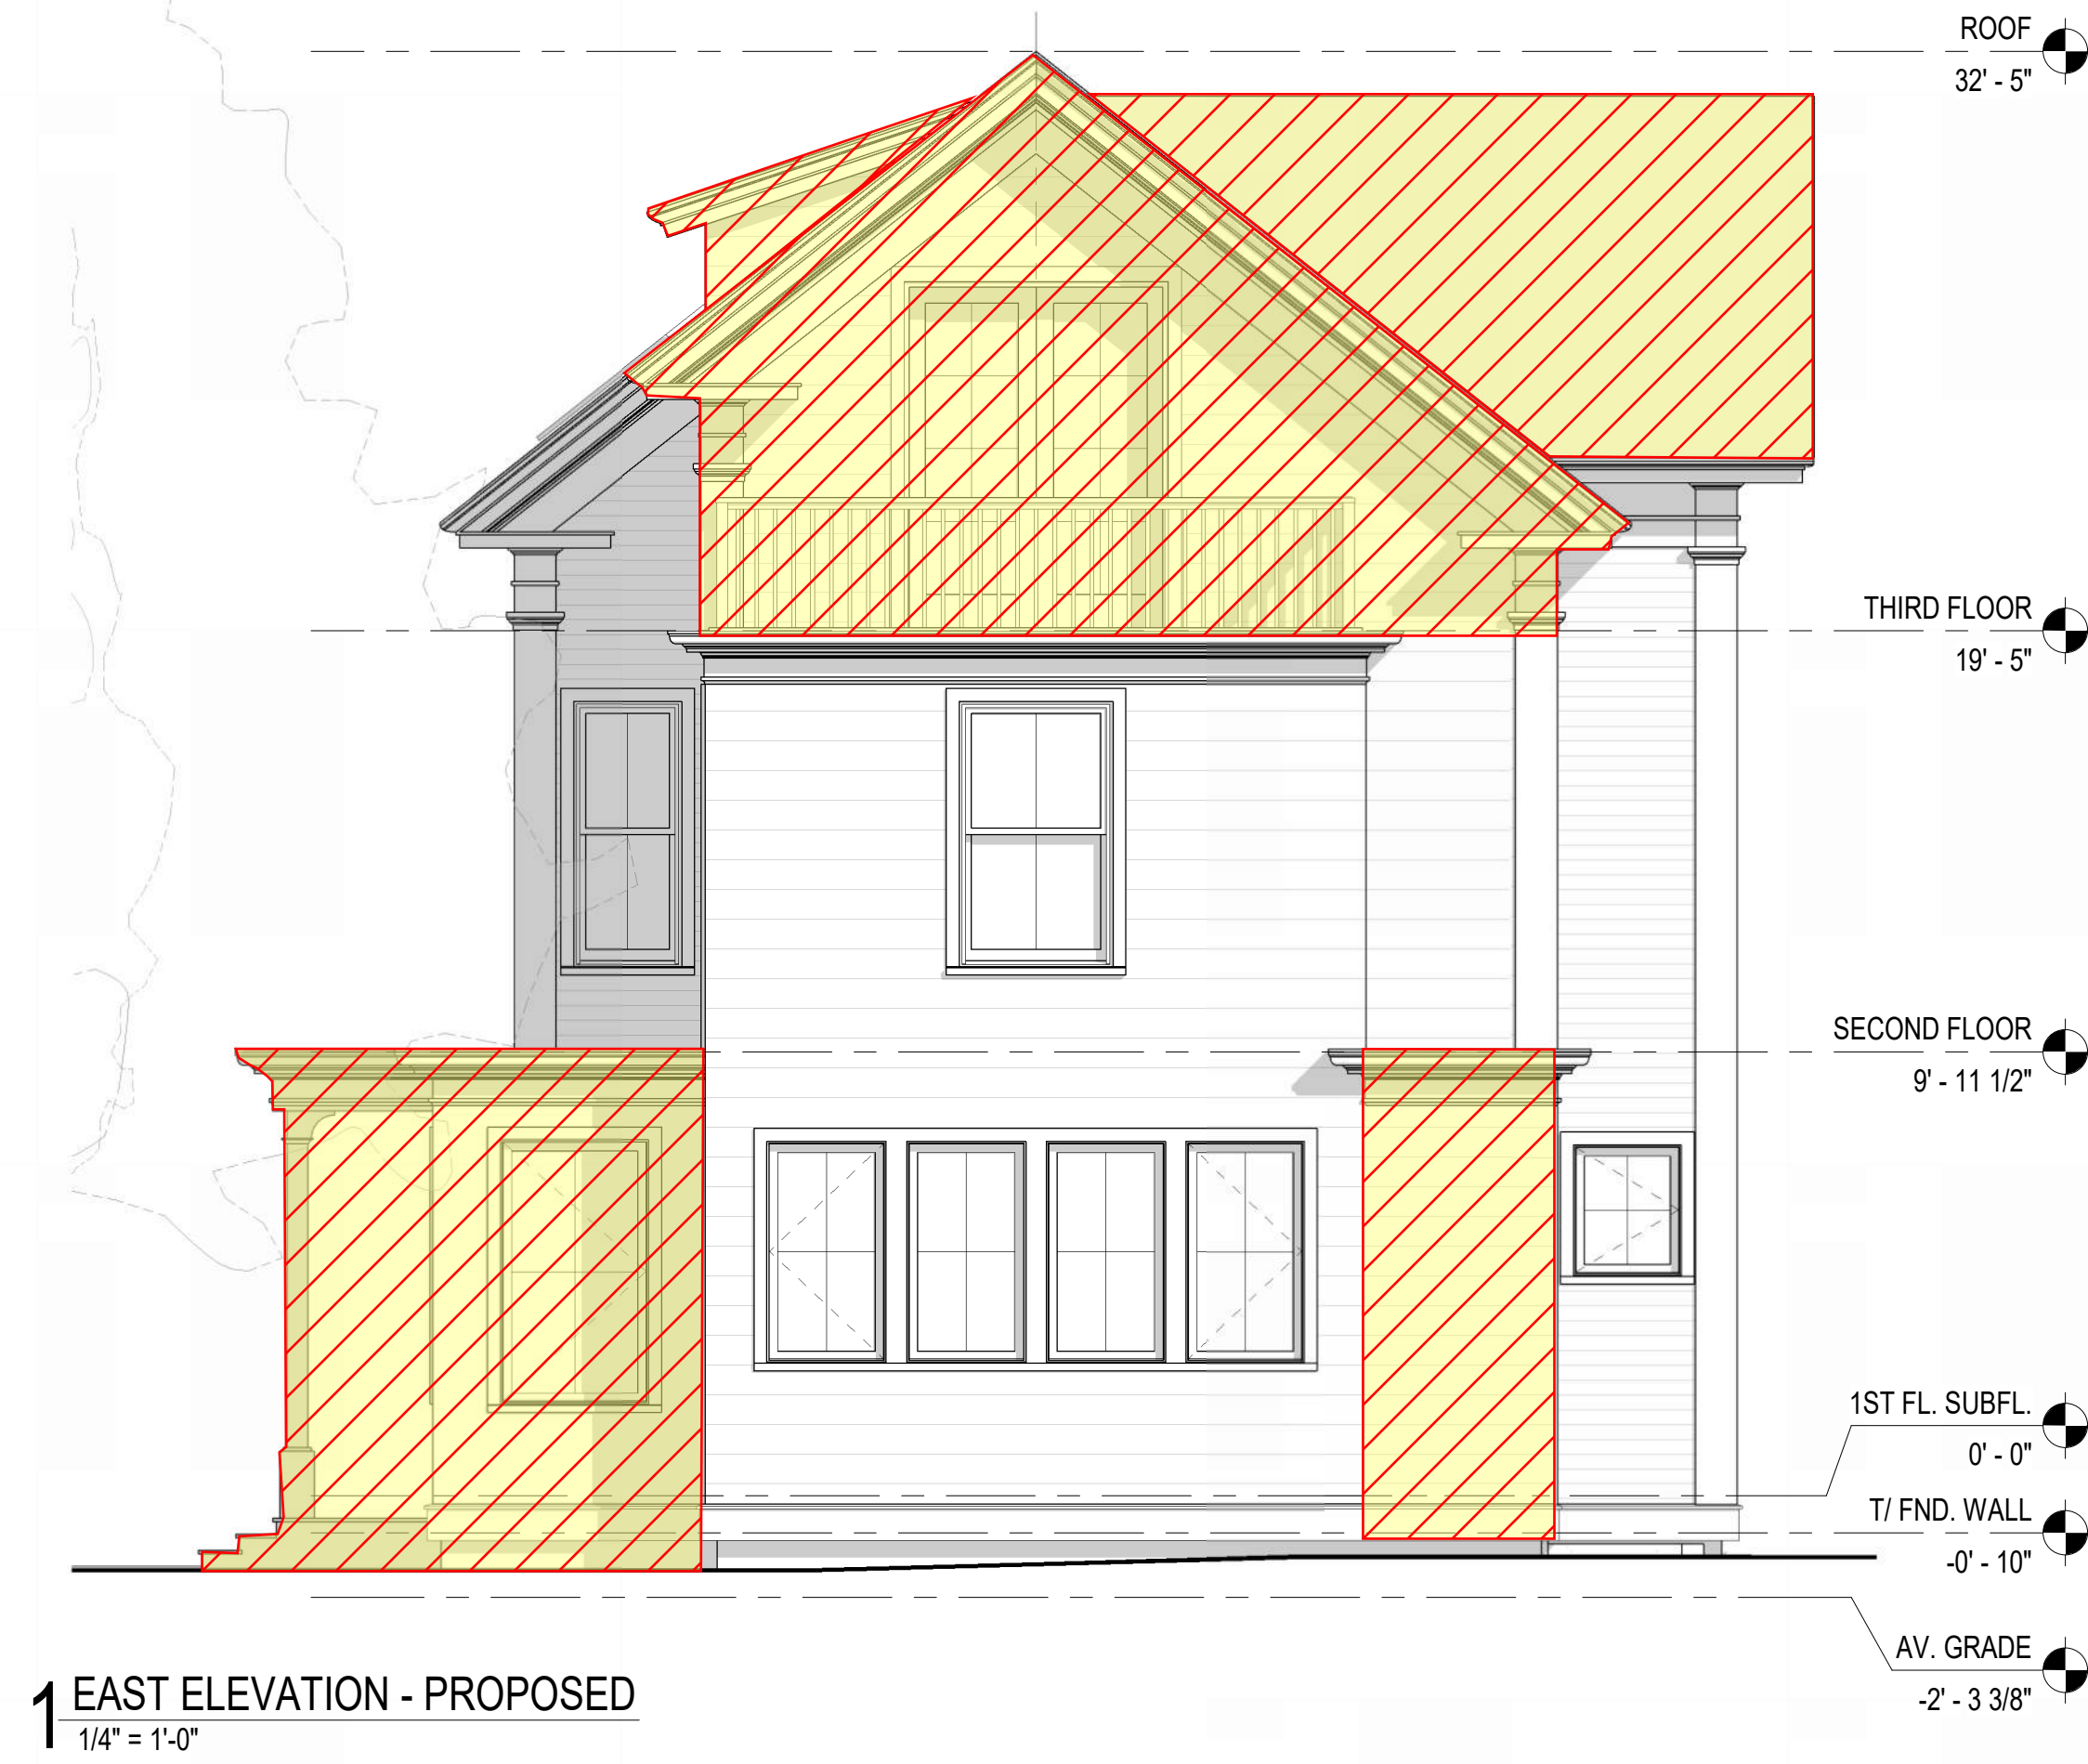 ROOF
32' - 5"
THIRD FLOOR
19' - 5"
SECOND FLOOR
9' - 11 1/2"
1ST FL. SUBFL.
0' - 0"
T/ FND. WALL
-0' - 10"
AV. GRADE
-2' - 3 3/8"
1 EAST ELEVATION - PROPOSED
1/4" = 1'-0"